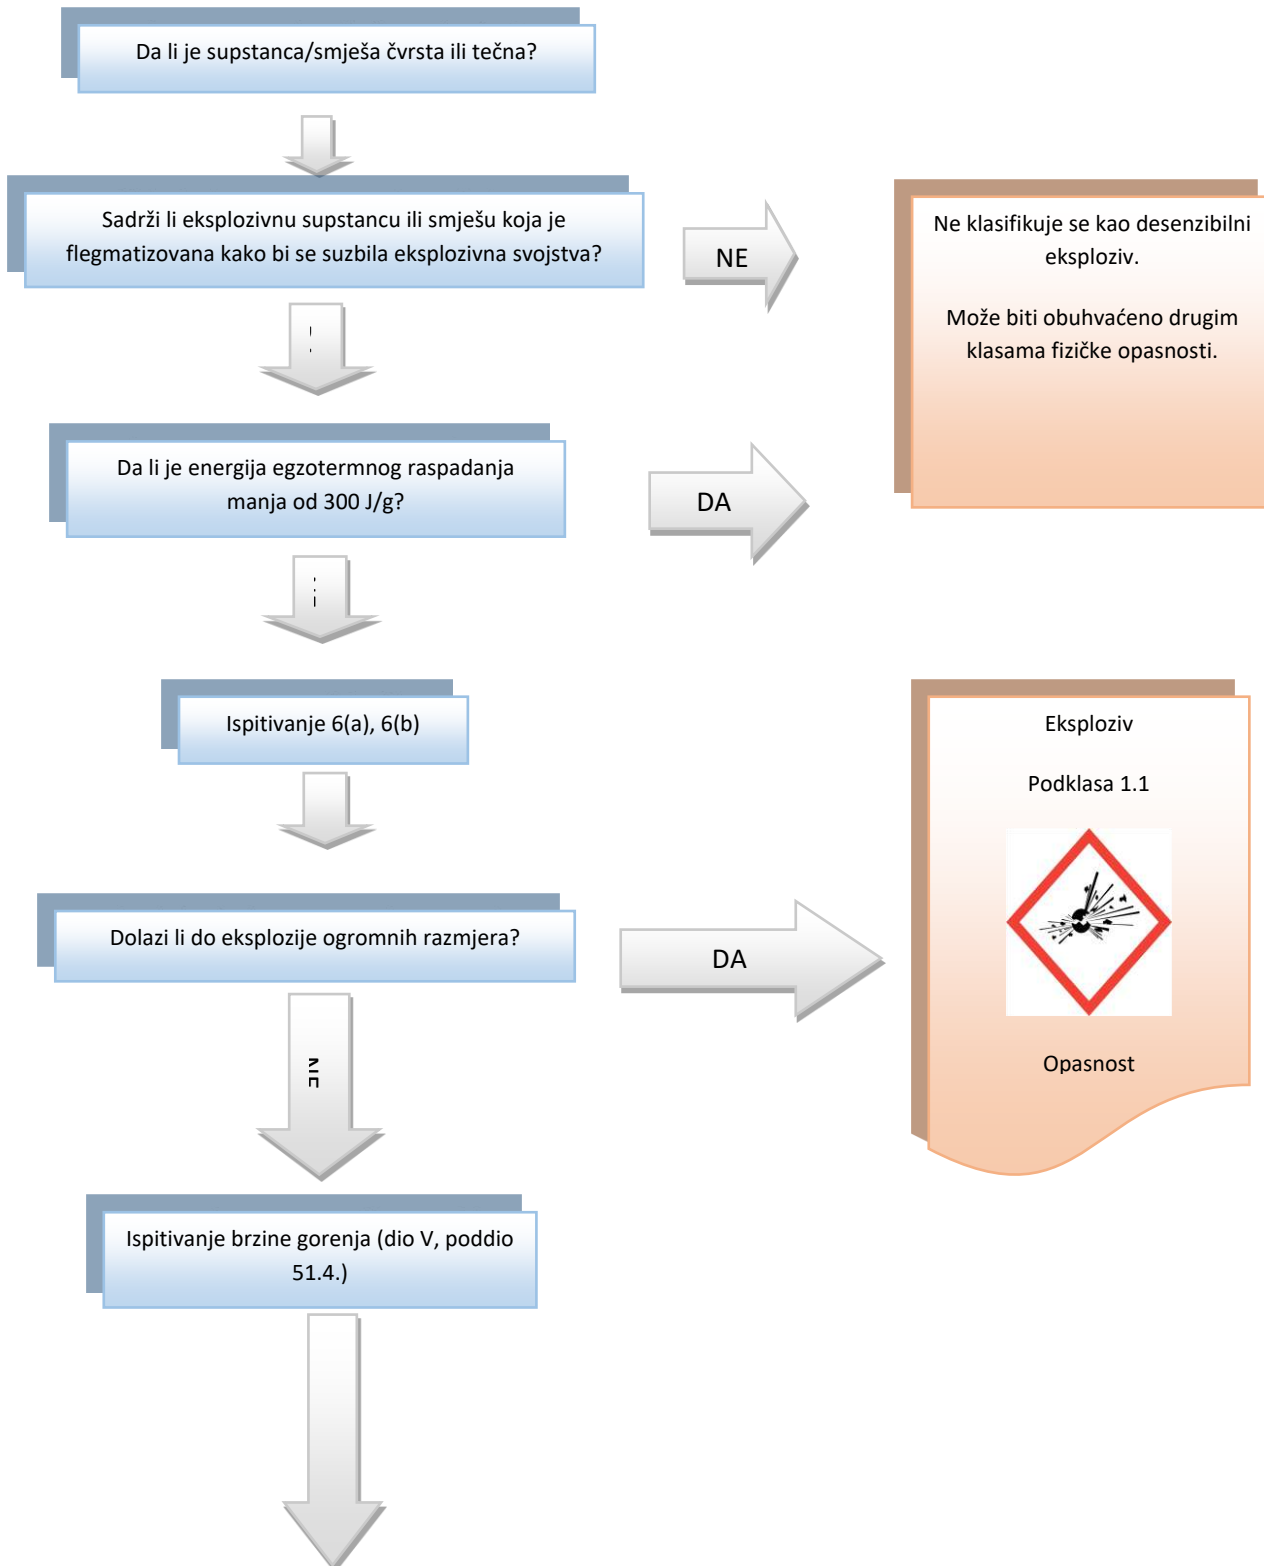 Da li je supstanca/smješa čvrsta ili tečna?
Sadrži li eksplozivnu supstancu ili smješu koja je
flegmatizovana kako bi se suzbila eksplozivna svojstva?
NE
Ne klasifikuje se kao desenzibilni
eksploziv.
Može biti obuhvaćeno drugim
klasama fizičke opasnosti.
Da li je energija egzotermnog raspadanja
manja od 300 J/g?
DA
Ispitivanje 6(a), 6(b)
Eksploziv
Podklasa 1.1
Opasnost
Dolazi li do eksplozije ogromnih razmjera?
DA
NE
Ispitivanje brzine gorenja (dio V, poddio
51.4.)